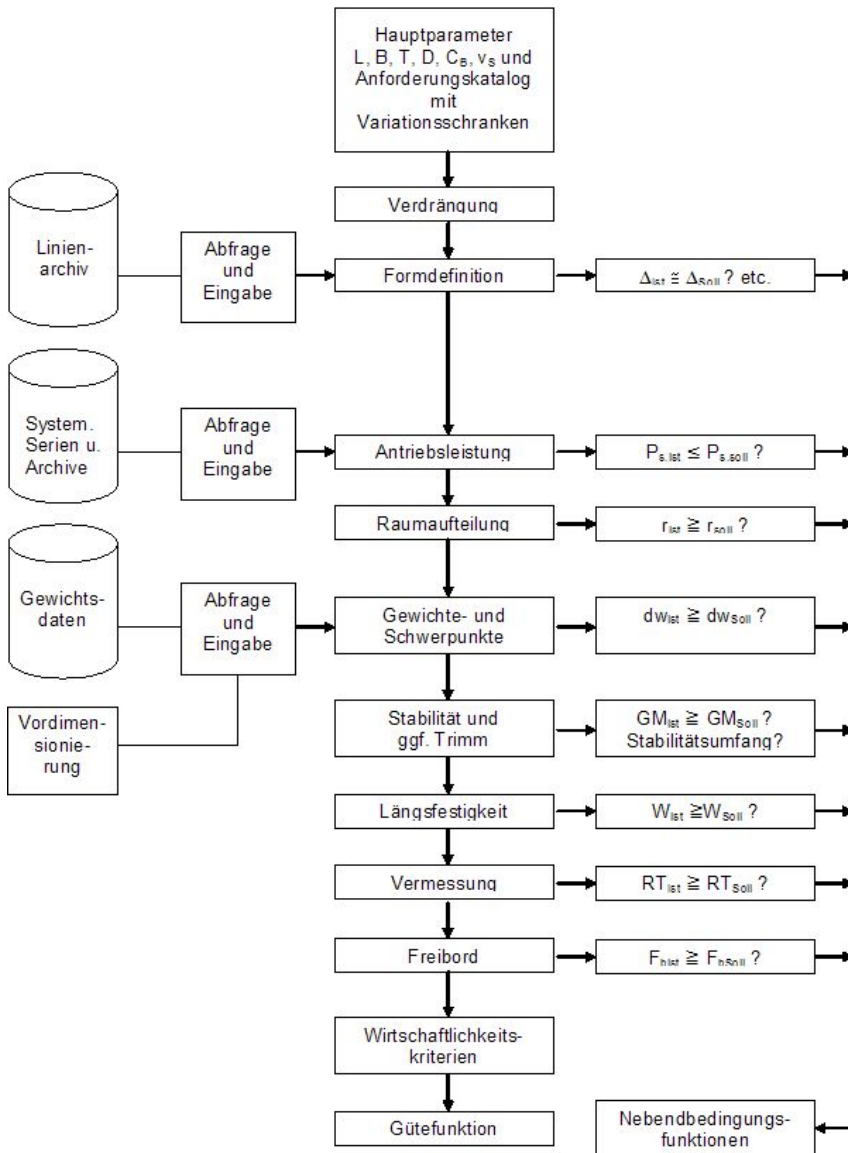 Hauptparameter
L, B, T, D, C_B, v_S und
Anforderungskatalog
mit
Variationsschranken
Verdrängung
Linien-
archiv
Abfrage
und
Eingabe
Formdefinition
Δ_Ist ≅ Δ_Soll ? etc.
System.
Serien u.
Archive
Abfrage
und
Eingabe
Antriebsleistung
P_s.Ist ≤ P_s.soll ?
Raumaufteilung
r_Ist ≧ r_soll ?
Gewichts-
daten
Abfrage
und
Eingabe
Gewichte- und
Schwerpunkte
dw_Ist ≧ dw_Soll ?
Vordimen-
sionie-
rung
Stabilität und
ggf. Trimm
GM_Ist ≧ GM_Soll?
Stabilitätsumfang?
Längsfestigkeit
W_Ist ≧W_Soll ?
Vermessung
RT_Ist ≧ RT_Soll ?
Freibord
F_bIst ≧ F_bSoll ?
Wirtschaftlichkeits-
kriterien
Gütefunktion
Nebendbedingungs-
funktionen